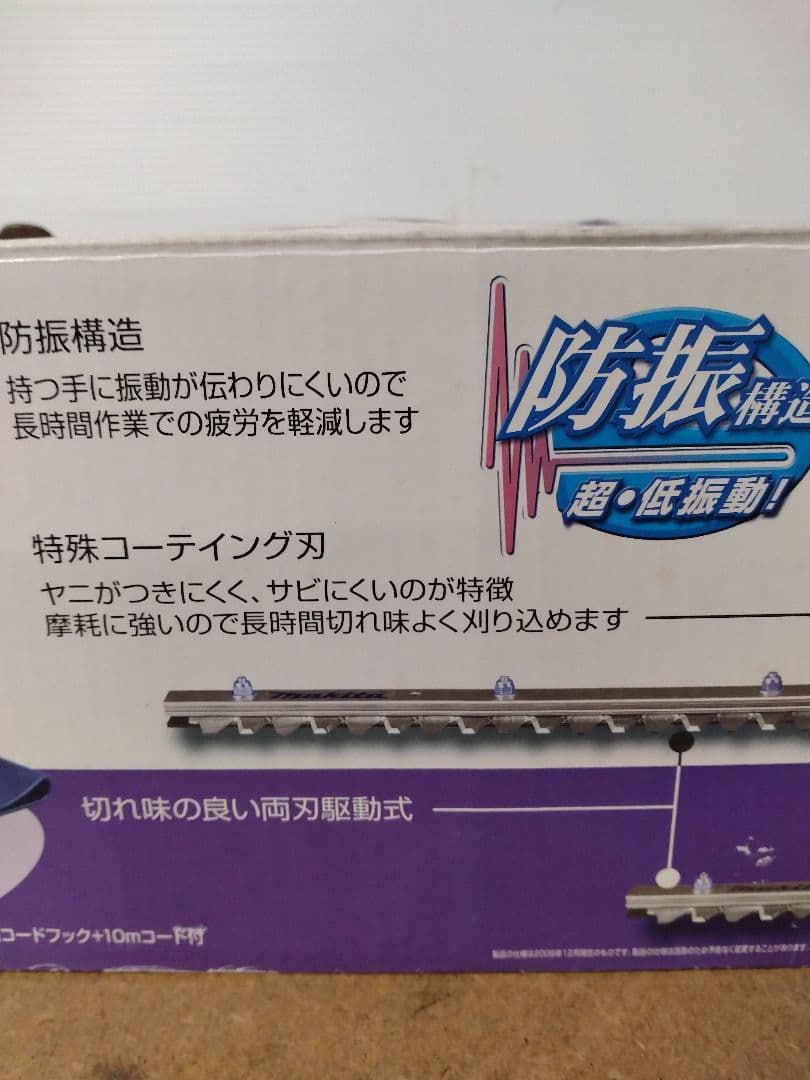 防振構造
持つ手に振動が伝わりにくいので
長時間作業での疲労を軽減します
防振構造
超・低振動！
特殊コーテイング刃
ヤニがつきにくく、サビにくいのが特徴
摩耗に強いので長時間切れ味よく刈り込めます
makita
切れ味の良い両刃駆動式
コードフック+10mコード付